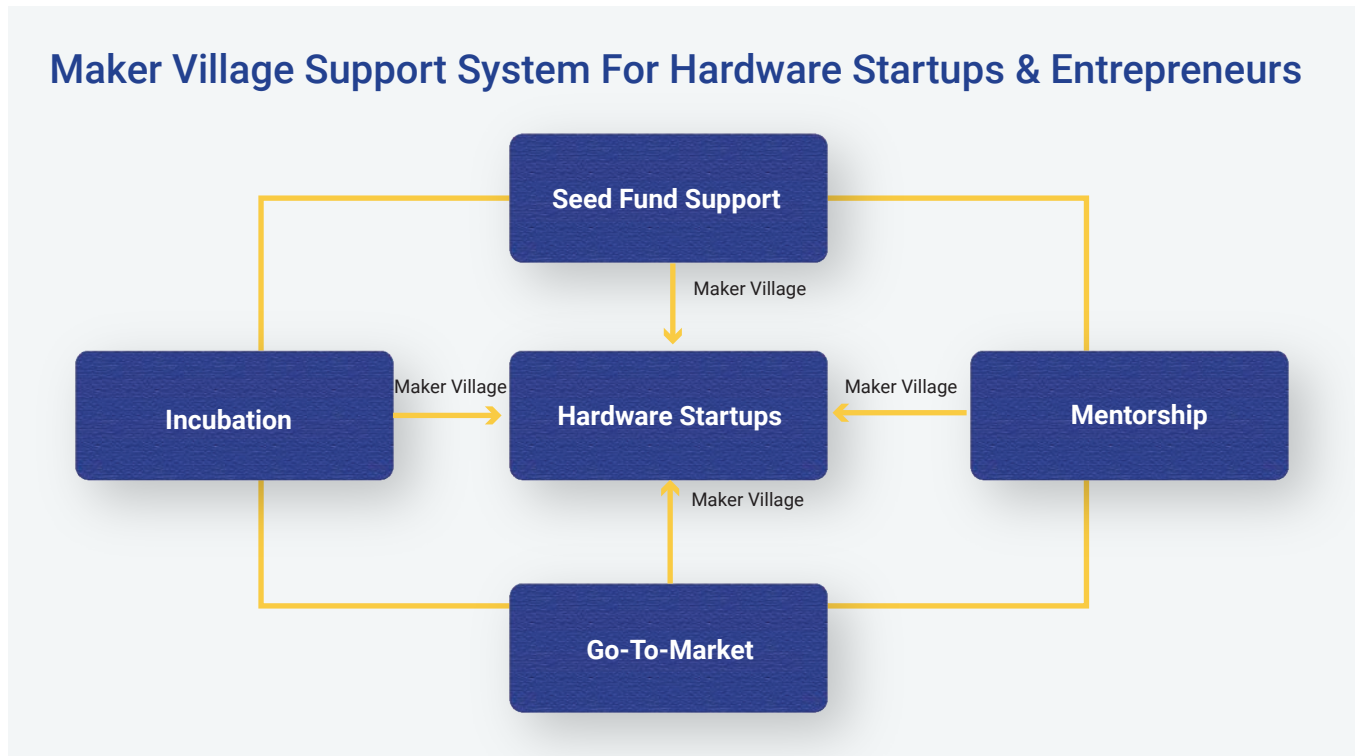 Maker Village Support System For Hardware Startups & Entrepreneurs
Seed Fund Support
Maker Village
Incubation
Maker Village
Hardware Startups
Maker Village
Mentorship
Maker Village
Go-To-Market